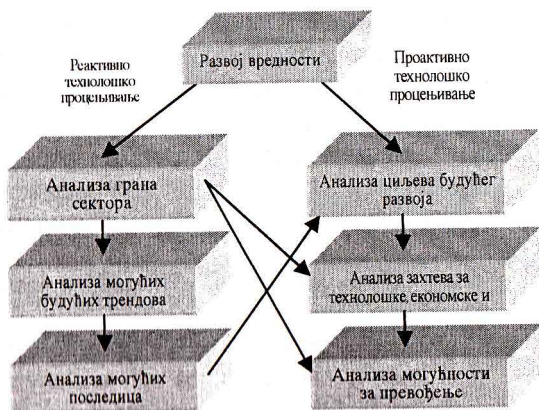 Реактивно
технолошко
процењивање
Развој вредности
Проактивно
технолошко
процењивање
Анализа грана
сектора
Анализа циљева будућег
развоја
Анализа могућих
будућих трендова
Анализа захтева за
технолошке, економске и
Анализа могућих
последица
Анализа могућности
за превођење